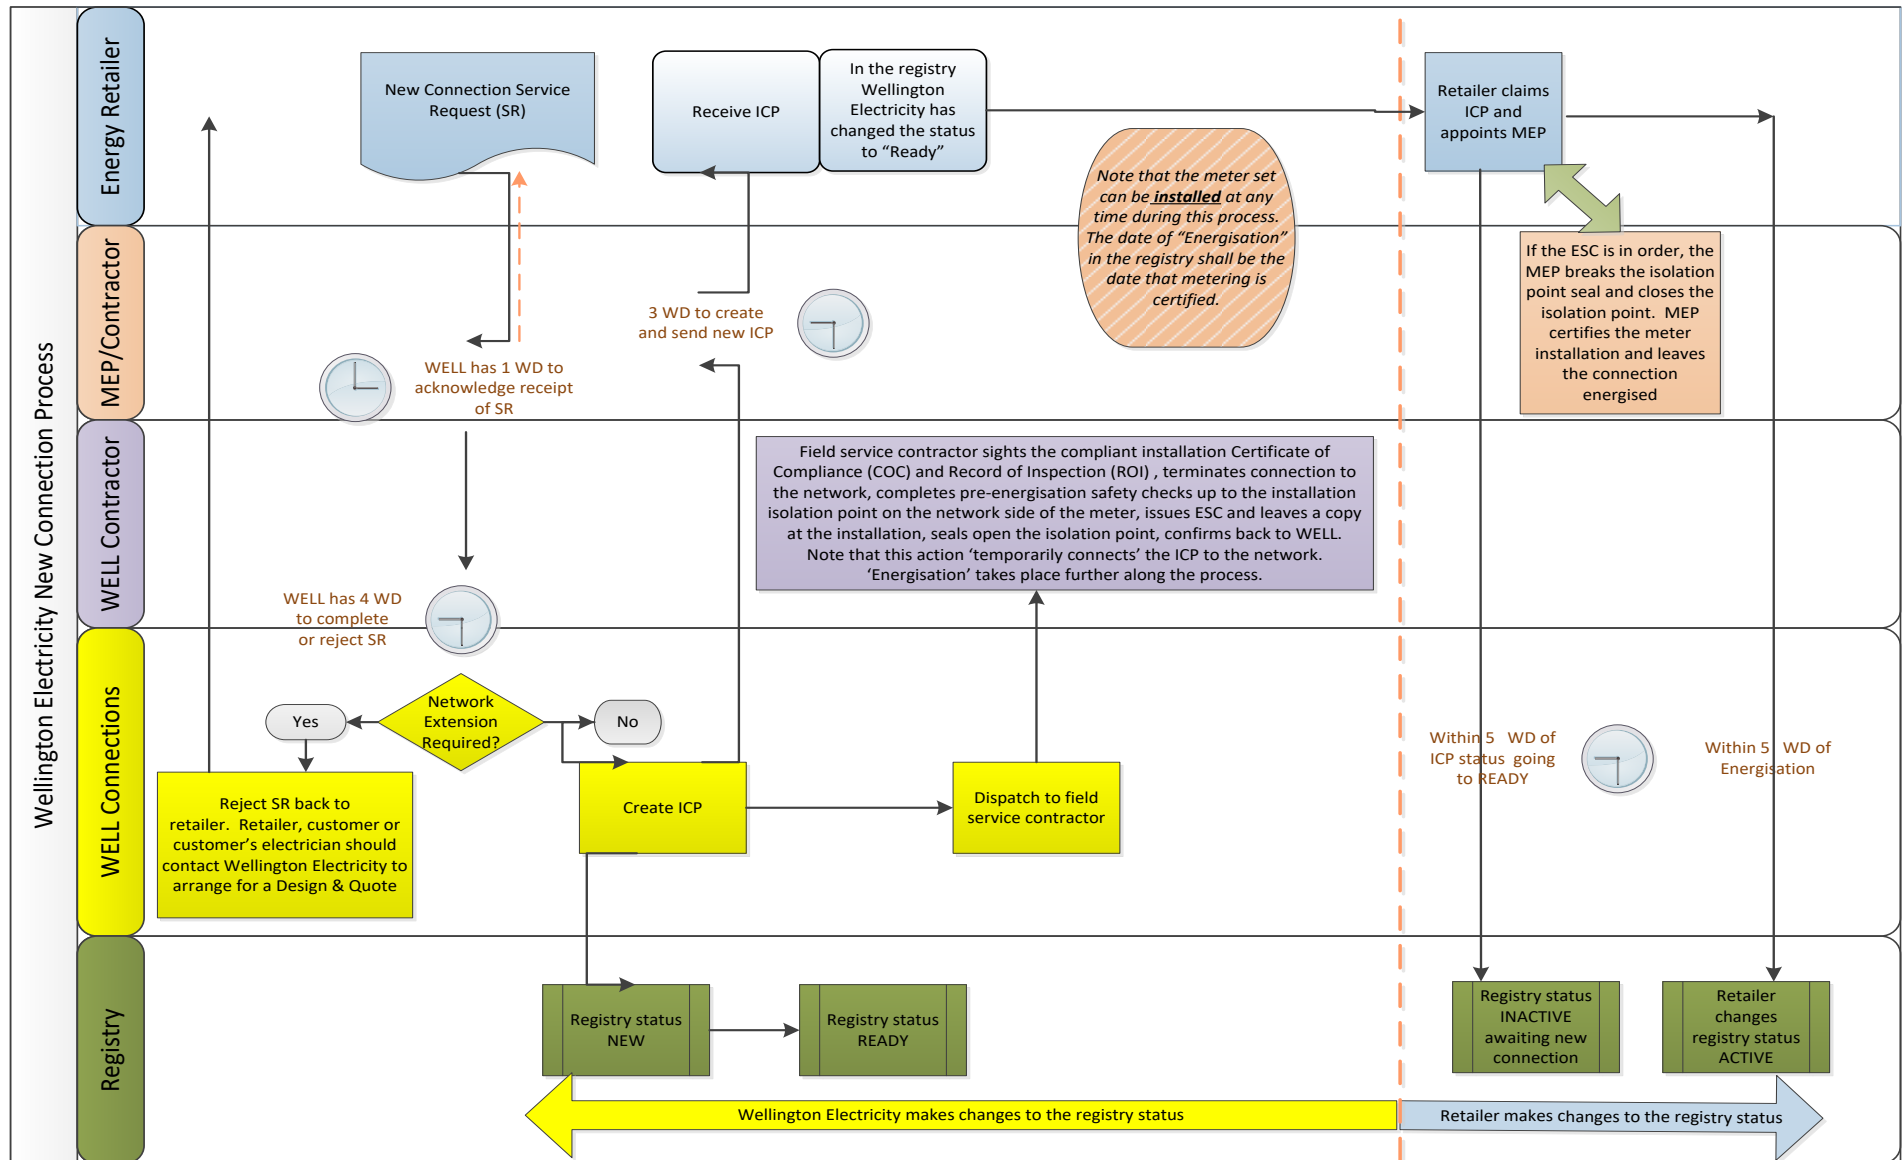 Wellington Electricity New Connection Process
Energy Retailer
New Connection Service
Request (SR)
Receive ICP
In the registry
Wellington
Electricity has
changed the status
to “Ready”
Retailer claims
ICP and
appoints MEP
Note that the meter set
can be installed at any
time during this process.
The date of “Energisation”
in the registry shall be the
date that metering is
certified.
MEP/Contractor
WELL has 1 WD to
acknowledge receipt
of SR
3 WD to create
and send new ICP
If the ESC is in order, the
MEP breaks the isolation
point seal and closes the
isolation point.  MEP
certifies the meter
installation and leaves
the connection
energised
WELL Contractor
Field service contractor sights the compliant installation Certificate of
Compliance (COC) and Record of Inspection (ROI) , terminates connection to
the network, completes pre-energisation safety checks up to the installation
isolation point on the network side of the meter, issues ESC and leaves a copy
at the installation, seals open the isolation point, confirms back to WELL.
Note that this action ‘temporarily connects’ the ICP to the network.
‘Energisation’ takes place further along the process.
WELL has 4 WD
to complete
or reject SR
WELL Connections
Network
Extension
Required?
Yes
No
Reject SR back to
retailer.  Retailer, customer or
customer’s electrician should
contact Wellington Electricity to
arrange for a Design & Quote
Create ICP
Dispatch to field
service contractor
Within 5 WD of
ICP status going
to READY
Within 5 WD of
Energisation
Registry
Registry status
NEW
Registry status
READY
Registry status
INACTIVE
awaiting new
connection
Retailer
changes
registry status
ACTIVE
Wellington Electricity makes changes to the registry status
Retailer makes changes to the registry status